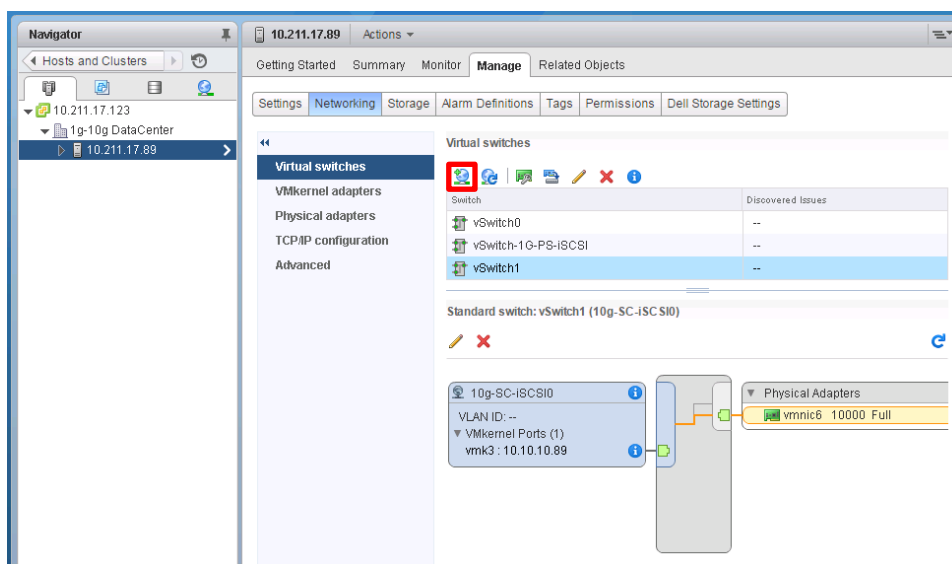 Navigator
Hosts and Clusters
10.211.17.123
1g-10g DataCenter
10.211.17.89
10.211.17.89 Actions
Getting Started Summary Monitor Manage Related Objects
Settings Networking Storage Alarm Definitions Tags Permissions Dell Storage Settings
Virtual switches
VMkernel adapters
Physical adapters
TCP/IP configuration
Advanced
Virtual switches
Switch Discovered Issues
vSwitch0 --
vSwitch-1G-PS-iSCSI --
vSwitch1 --
Standard switch: vSwitch1 (10g-SC-iSCSI0)
10g-SC-iSCSI0
VLAN ID: --
VMkernel Ports (1)
vmk3 : 10.10.10.89
Physical Adapters
vmnic6 10000 Full